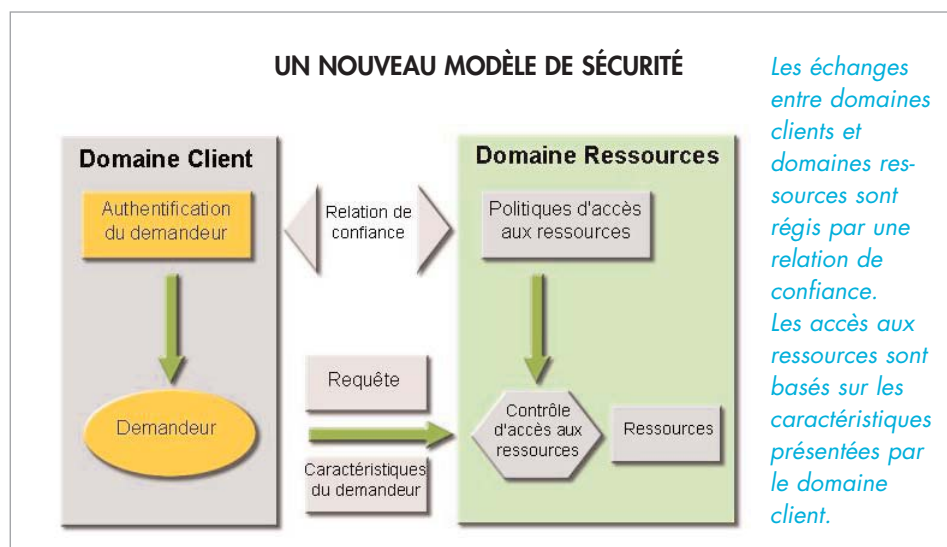 UN NOUVEAU MODÈLE DE SÉCURITÉ
Domaine Client
Authentification
du demandeur
Demandeur
Relation de
confiance
Requête
Caractéristiques
du demandeur
Domaine Ressources
Politiques d'accès
aux ressources
Contrôle
d'accès aux
ressources
Ressources
Les échanges
entre domaines
clients et
domaines res-
sources sont
régis par une
relation de
confiance.
Les accès aux
ressources sont
basés sur les
caractéristiques
présentées par
le domaine
client.